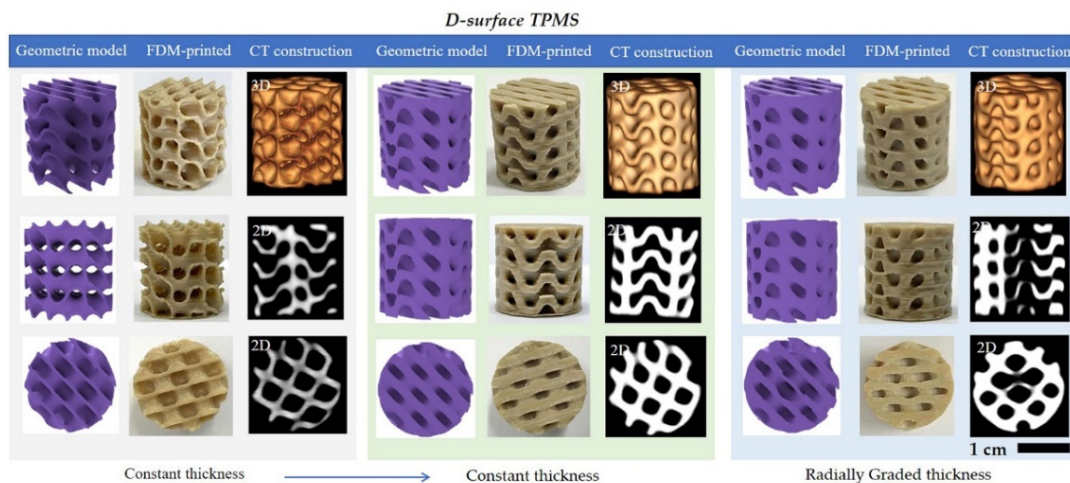 D-surface TPMS
Geometric model FDM-printed CT construction Geometric model FDM-printed CT construction Geometric model FDM-printed CT construction
3D 3D 3D
2D 2D 2D
2D 2D 2D
1 cm
Constant thickness Constant thickness Radially Graded thickness